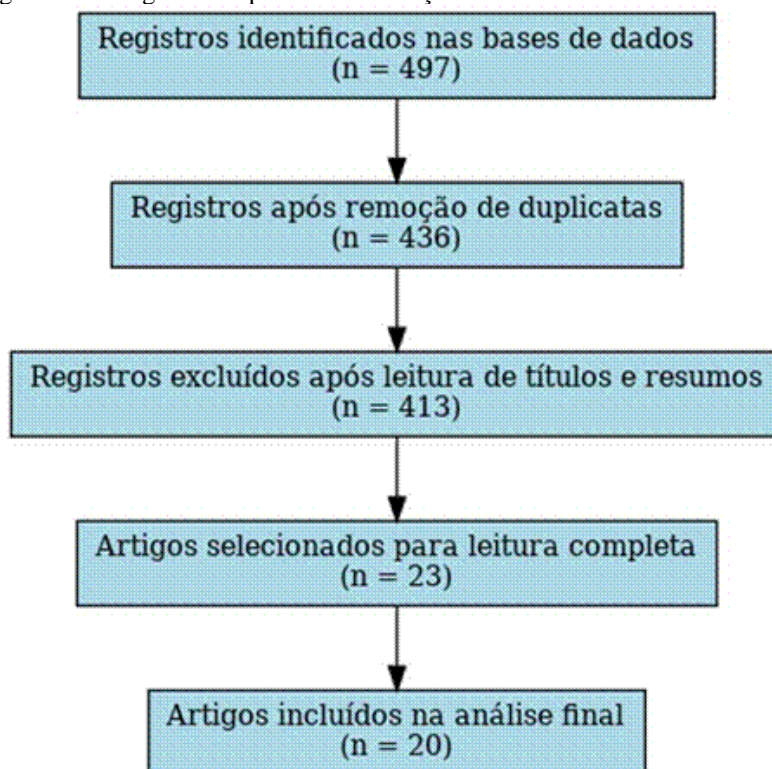 Registros identificados nas bases de dados
(n = 497)
Registros após remoção de duplicatas
(n = 436)
Registros excluídos após leitura de títulos e resumos
(n = 413)
Artigos selecionados para leitura completa
(n = 23)
Artigos incluídos na análise final
(n = 20)